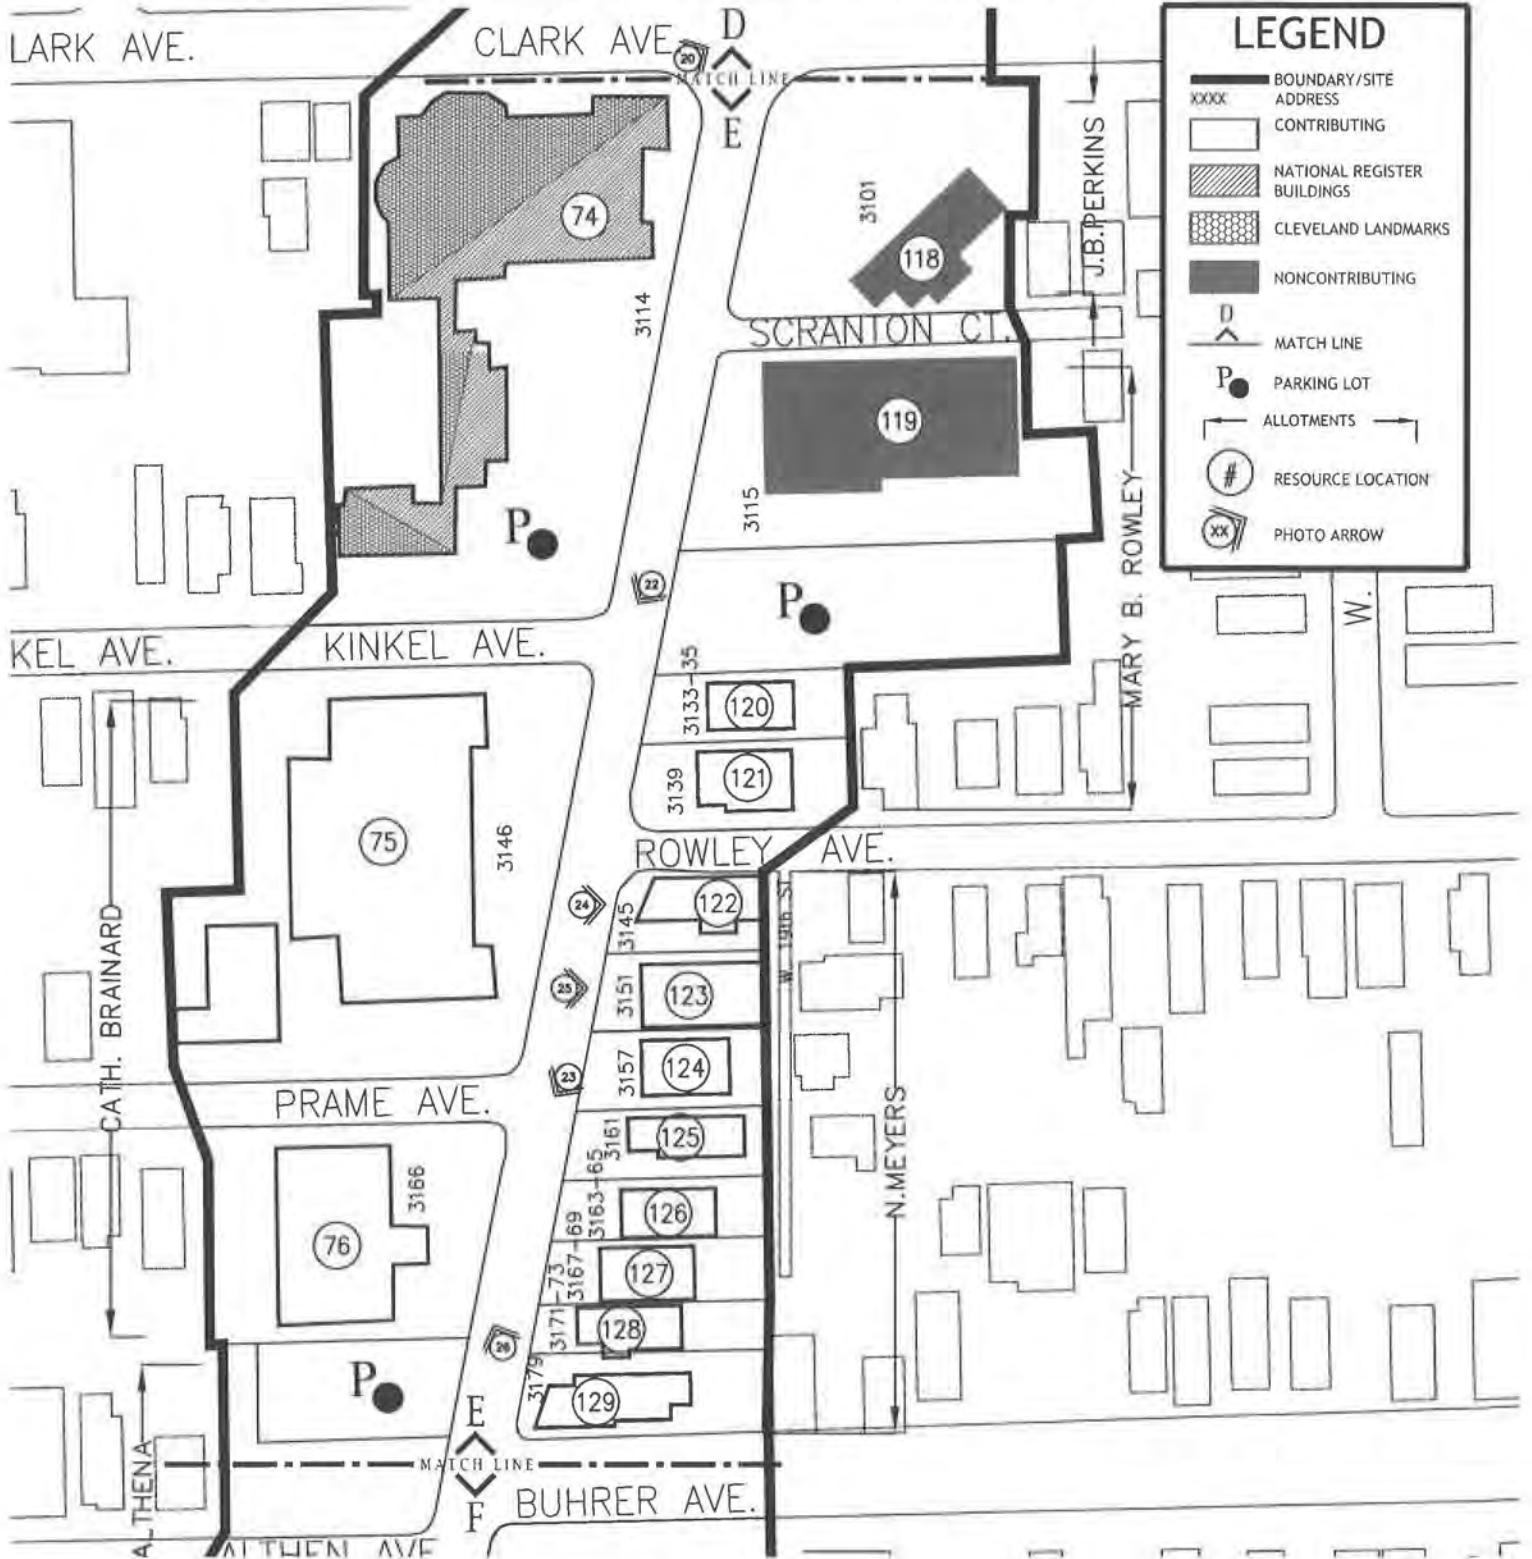 LARK AVE.
CLARK AVE.
20
D
MATCH LINE
E
LEGEND
BOUNDARY/SITE
XXXX
ADDRESS
CONTRIBUTING
NATIONAL REGISTER
BUILDINGS
CLEVELAND LANDMARKS
NONCONTRIBUTING
D
MATCH LINE
P
PARKING LOT
ALLOTMENTS
#
RESOURCE LOCATION
XX
PHOTO ARROW
J.B.PERKINS
3101
74
118
3114
SCRANTON CT.
119
3115
P
22
P
MARY B. ROWLEY
W.
KEL AVE.
KINKEL AVE.
3133-35
120
3139
121
75
3146
ROWLEY AVE.
24
122
3145
W. 19th ST
CATH. BRAINARD
25
3151
123
23
3157
124
PRAME AVE.
N.MEYERS
3161
125
3166
3163-65
126
76
3167-69
127
3171-73
128
26
P
3179
129
E
MATCH LINE
F
ALTHENA
BUHRER AVE.
ALTHEN AVE